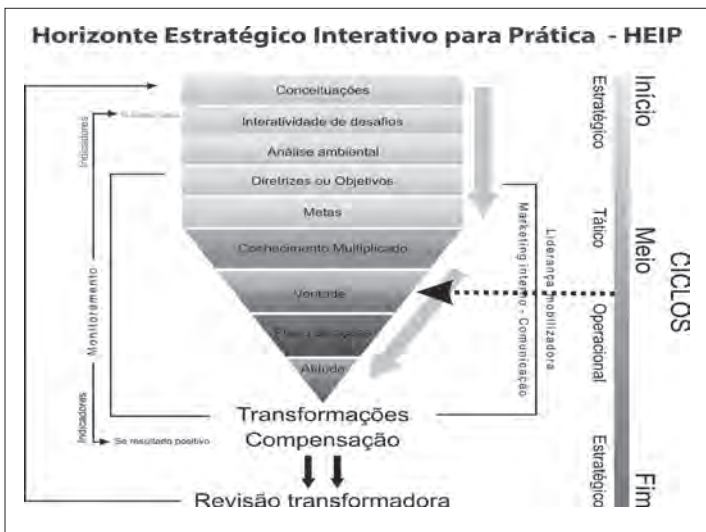 Horizonte Estratégico Interativo para Prática - HEIP
Conceituações
Interatividade de desafios
Análise ambiental
Diretrizes ou Objetivos
Metas
Conhecimento Multiplicado
Vontade
Atitude
Transformações
Compensação
Revisão transformadora
Indicadores
Monitoramento
Indicadores
Se resultado positivo
Marketing interno - Comunicação
Liderança mobilizadora
Estratégico
Tático
Operacional
Estratégico
Início
Meio
Fim
CICLOS